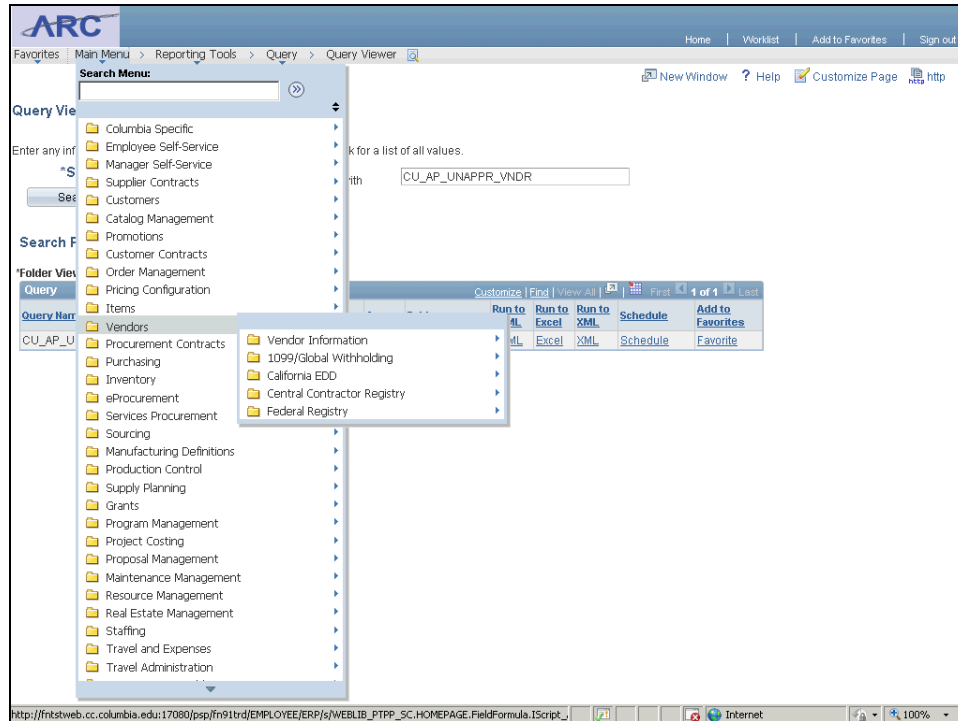 ARC
Home | Worklist | Add to Favorites | Sign out
Favorites Main Menu > Reporting Tools > Query > Query Viewer
New Window ? Help Customize Page http
Search Menu:
Query Vie
Enter any inf k for a list of all values.
*S ith CU_AP_UNAPPR_VNDR
Sea
Search F
*Folder View
Query Customize | Find | View All | First 1 of 1 Last
Query Nam Run to ML Run to Excel Run to XML Schedule Add to Favorites
CU_AP_U ML Excel XML Schedule Favorite
Columbia Specific
Employee Self-Service
Manager Self-Service
Supplier Contracts
Customers
Catalog Management
Promotions
Customer Contracts
Order Management
Pricing Configuration
Items
Vendors
Procurement Contracts
Purchasing
Inventory
eProcurement
Services Procurement
Sourcing
Manufacturing Definitions
Production Control
Supply Planning
Grants
Program Management
Project Costing
Proposal Management
Maintenance Management
Resource Management
Real Estate Management
Staffing
Travel and Expenses
Travel Administration
Vendor Information
1099/Global Withholding
California EDD
Central Contractor Registry
Federal Registry
http://fntstweb.cc.columbia.edu:17080/psp/fn91trd/EMPLOYEE/ERP/s/WEBLIB_PTPP_SC.HOMEPAGE.FieldFormula.IScript_ Internet 100%